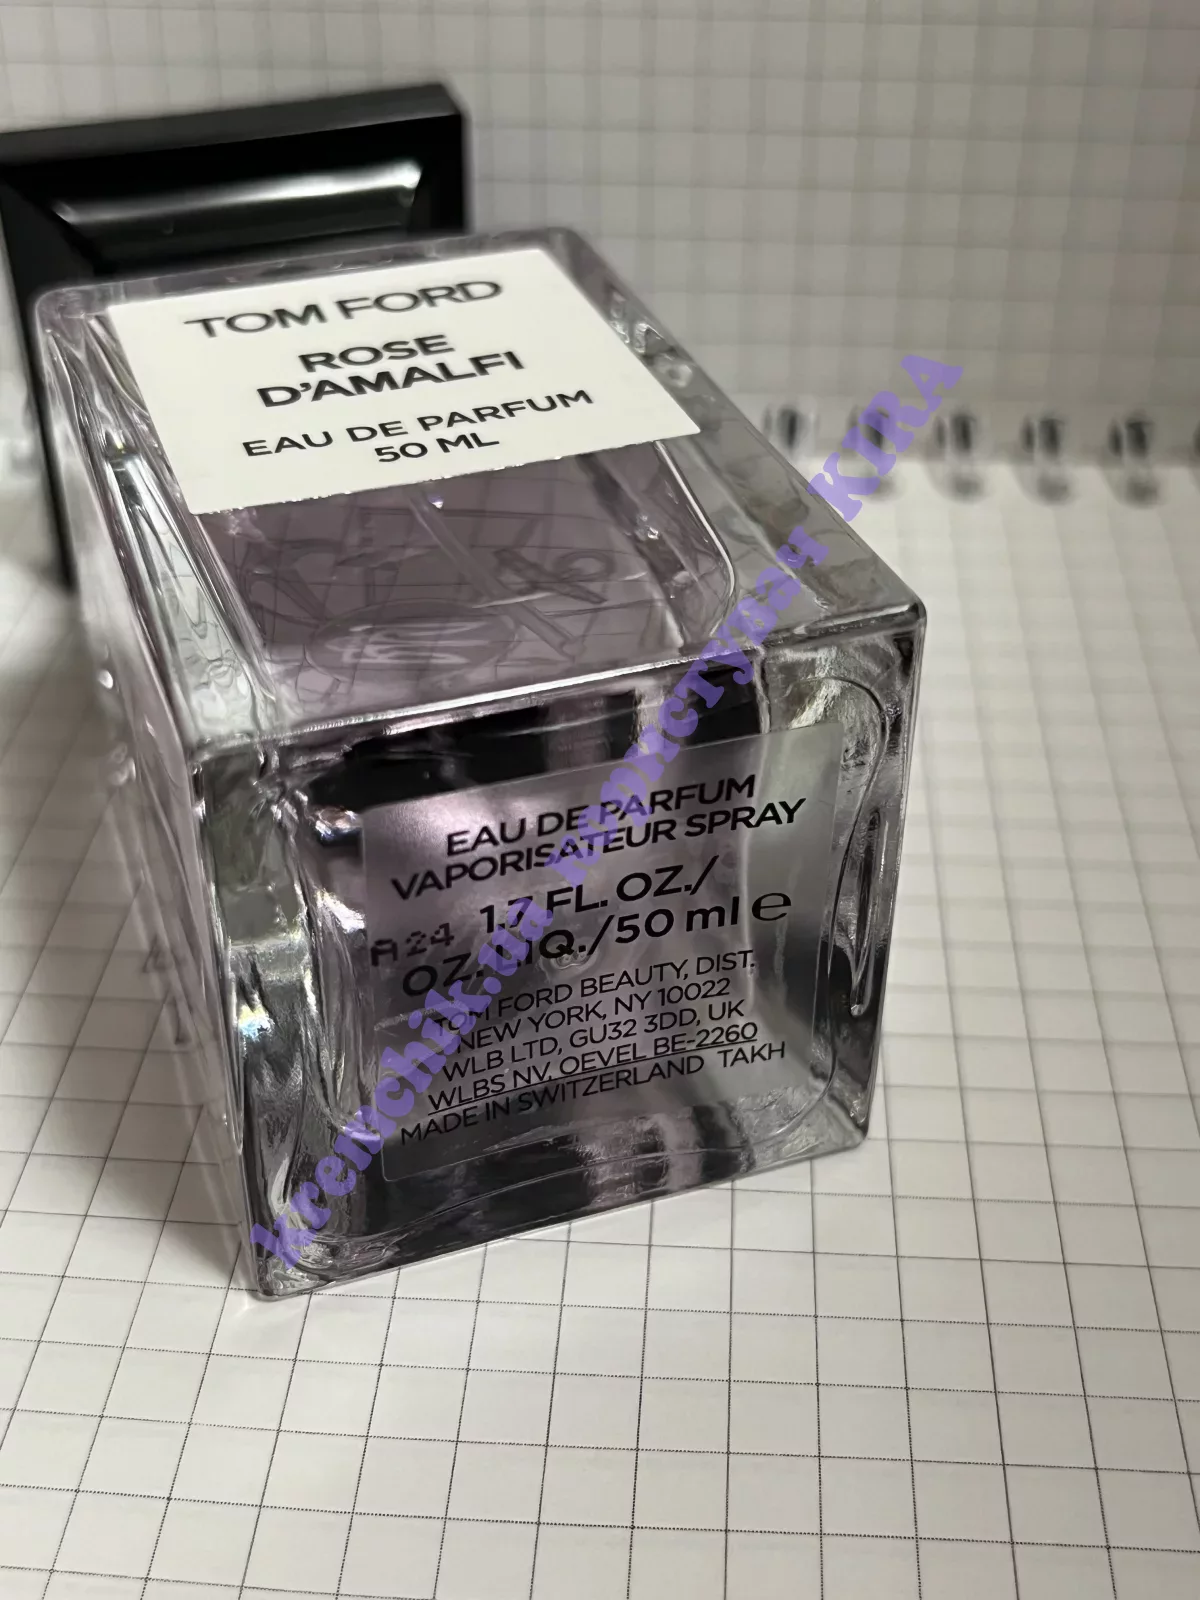 TOM FORD
ROSE
D'AMALFI
EAU DE PARFUM
50 ML
EAU DE PARFUM
VAPORISATEUR SPRAY
A24 1.7 FL. OZ./
OZ. LIQ./50 ml e
TOM FORD BEAUTY, DIST.
NEW YORK, NY 10022
WLB LTD, GU32 3DD, UK
WLBS NV, OEVEL BE-2260
MADE IN SWITZERLAND TAKH
kremchik.ua користувач KIRA